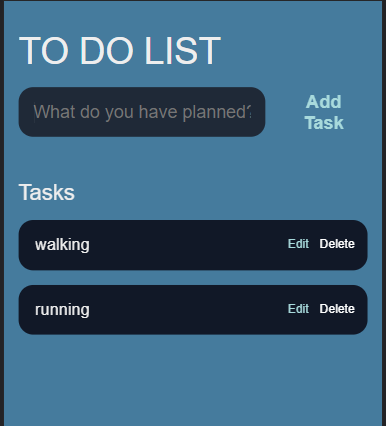 TO DO LIST
What do you have planned?
Add
Task
Tasks
walking
Edit Delete
running
Edit Delete